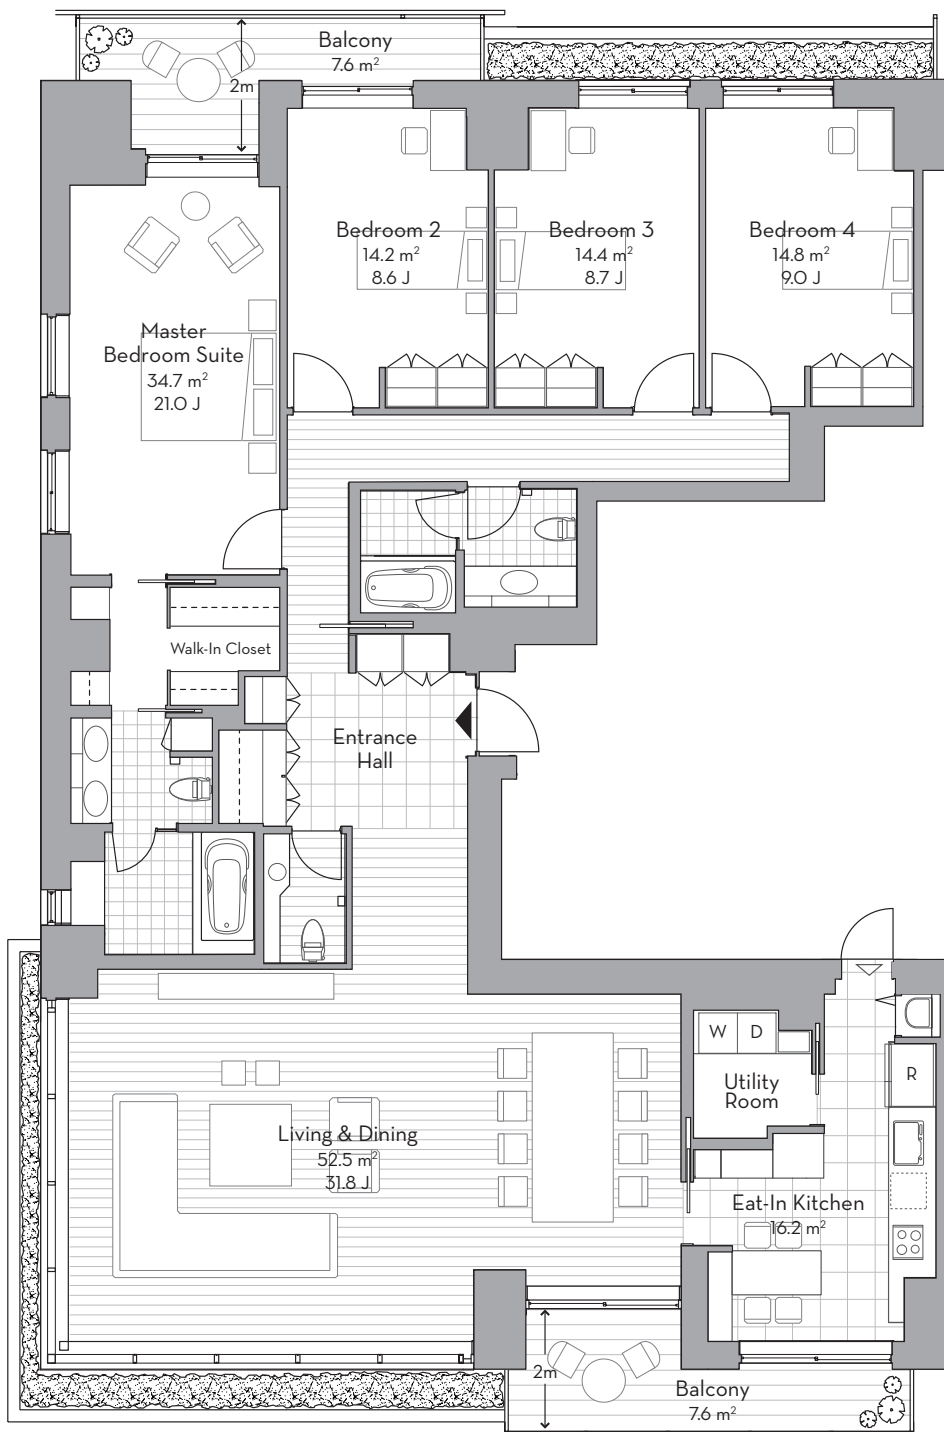 Balcony
7.6 m²
2m
Bedroom 2
14.2 m²
8.6 J
Bedroom 3
14.4 m²
8.7 J
Bedroom 4
14.8 m²
9.0 J
Master
Bedroom Suite
34.7 m²
21.0 J
Walk-In Closet
Entrance
Hall
W D
R
Utility
Room
Living & Dining
52.5 m²
31.8 J
Eat-In Kitchen
16.2 m²
2m
Balcony
7.6 m²